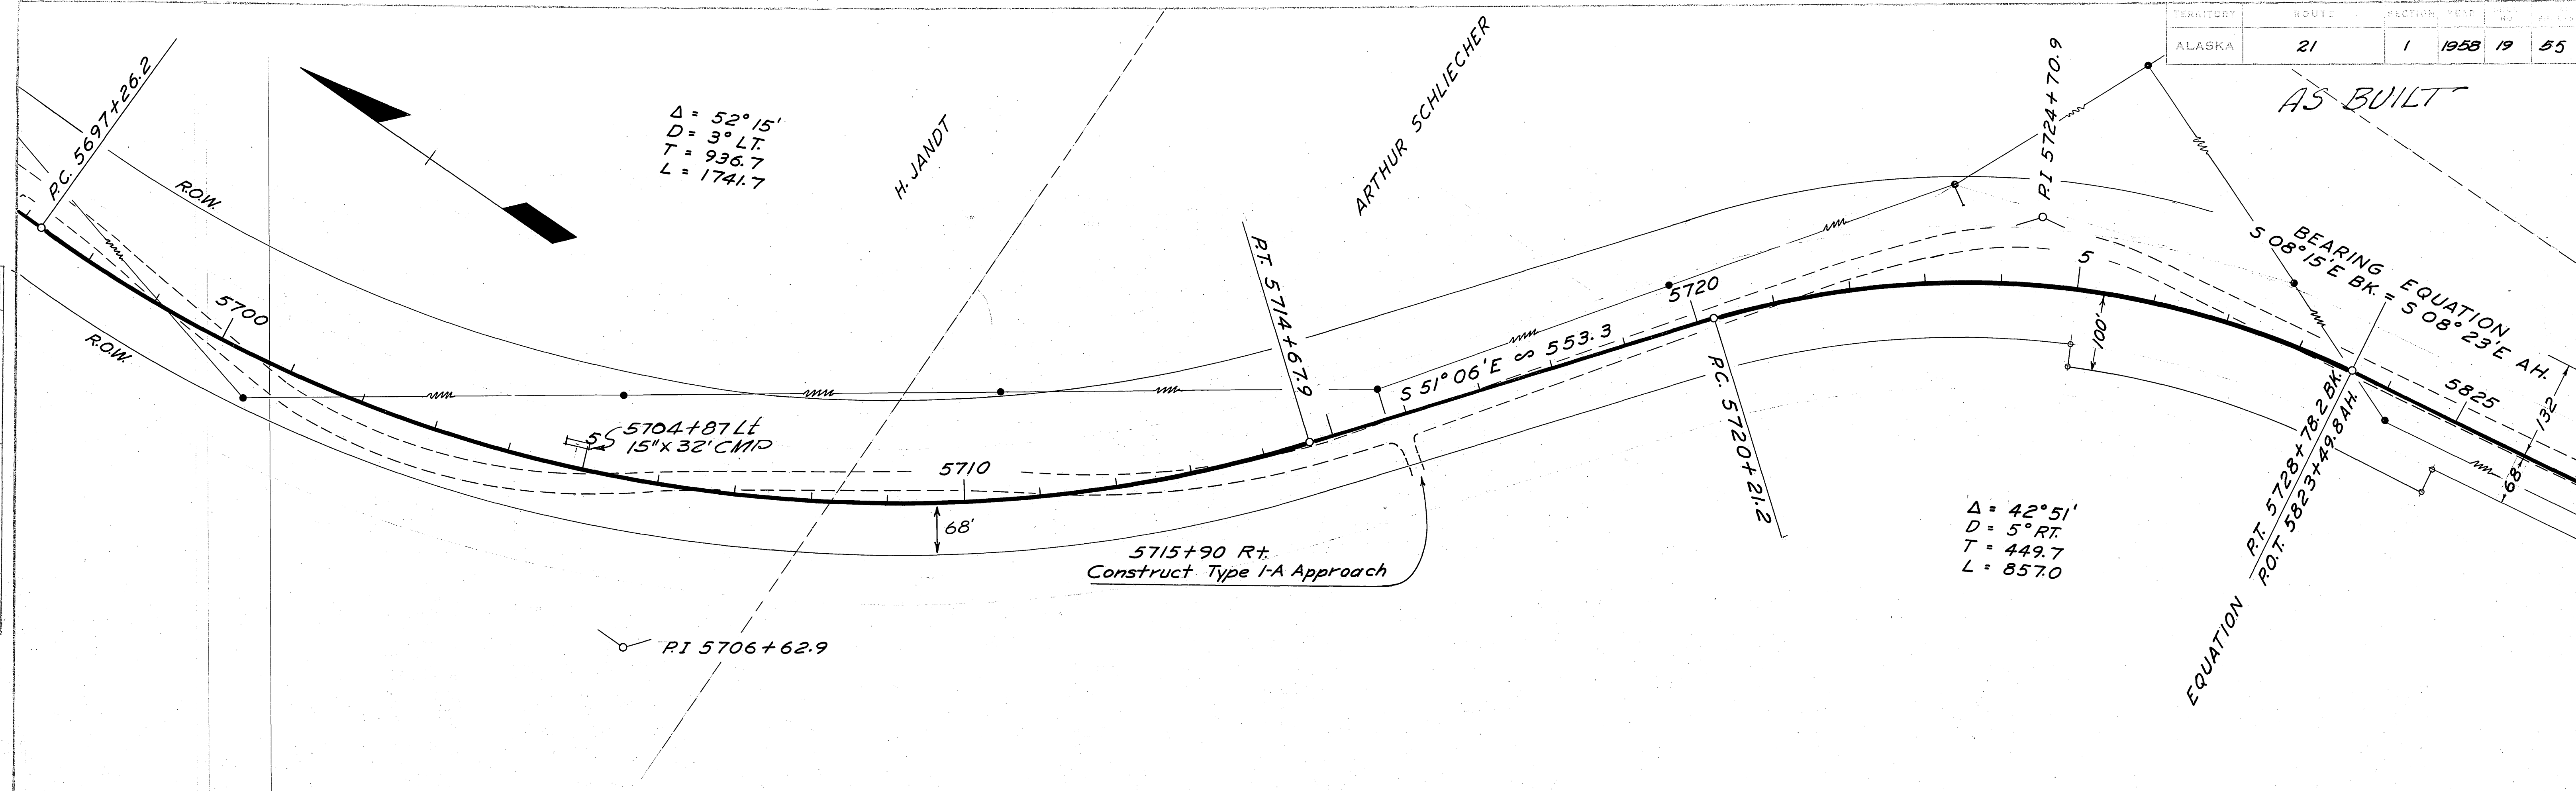 TERRITORY ROUTE SECTION YEAR
ALASKA 21 1 1958 19 55
AS BUILT
P.C. 5697+26.2
R.O.W.
R.O.W.
Δ = 52°15'
D = 3° LT.
T = 936.7
L = 1741.7
H. JANDT
ARTHUR SCHLIECHER
P.I 5724+70.9
BEARING EQUATION
S 08°15'E BK. = S 08°23'E AH.
5700
5704+87 Lt
15"x 32' CMP
5
5710
68'
P.T. 5714+67.9
S 51°06'E ∽ 553.3
5720
P.C. 5720+21.2
5
100'
5825
132
68'
5715+90 Rt.
Construct Type I-A Approach
P.I 5706+62.9
Δ = 42°51'
D = 5° RT.
T = 449.7
L = 857.0
EQUATION
P.T. 5728+78.2 BK.
P.O.T. 5823+49.8 AH.